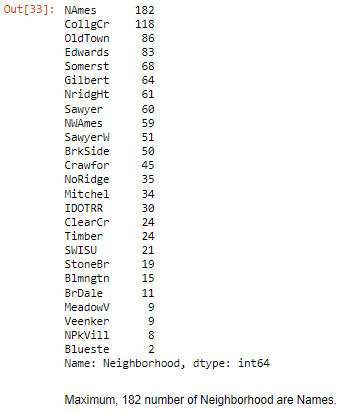 Out[33]: NAmes 182
CollgCr 118
OldTown 86
Edwards 83
Somerst 68
Gilbert 64
NridgHt 61
Sawyer 60
NWAmes 59
SawyerW 51
BrkSide 50
Crawfor 45
NoRidge 35
Mitchel 34
IDOTRR 30
ClearCr 24
Timber 24
SWISU 21
StoneBr 19
Blmngtn 15
BrDale 11
MeadowV 9
Veenker 9
NPkVill 8
Blueste 2
Name: Neighborhood, dtype: int64
Maximum, 182 number of Neighborhood are Names.